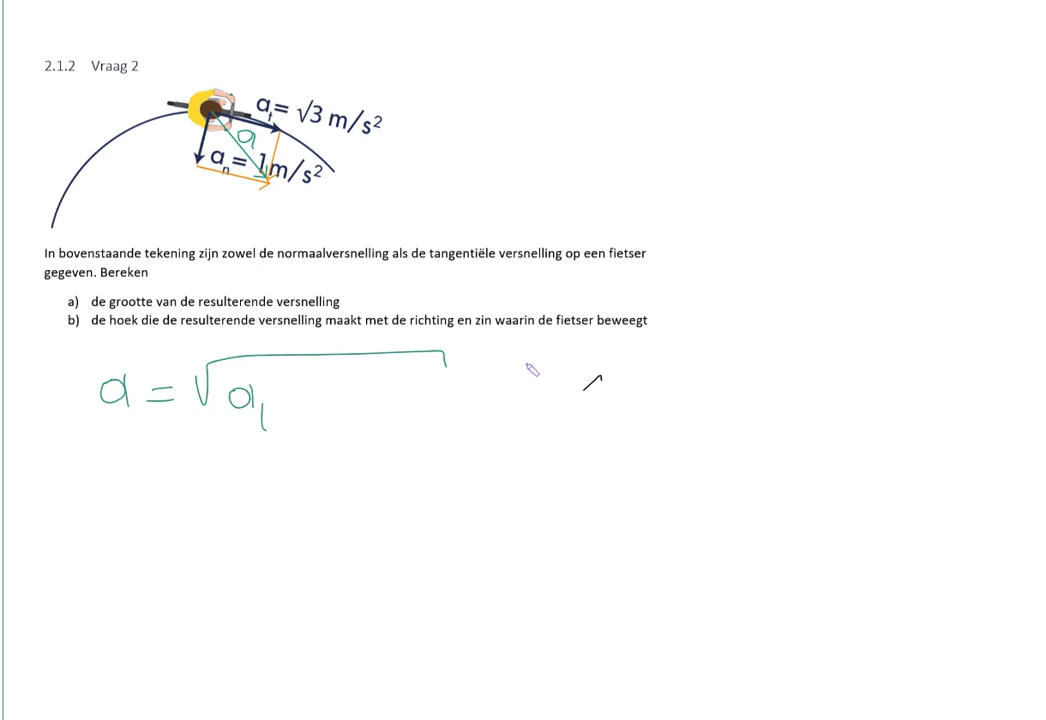 2.1.2 Vraag 2
aₜ= √3 m/s²
a
aₙ = 1m/s²
In bovenstaande tekening zijn zowel de normaalversnelling als de tangentiële versnelling op een fietser
gegeven. Bereken
a) de grootte van de resulterende versnelling
b) de hoek die de resulterende versnelling maakt met de richting en zin waarin de fietser beweegt
a = √a